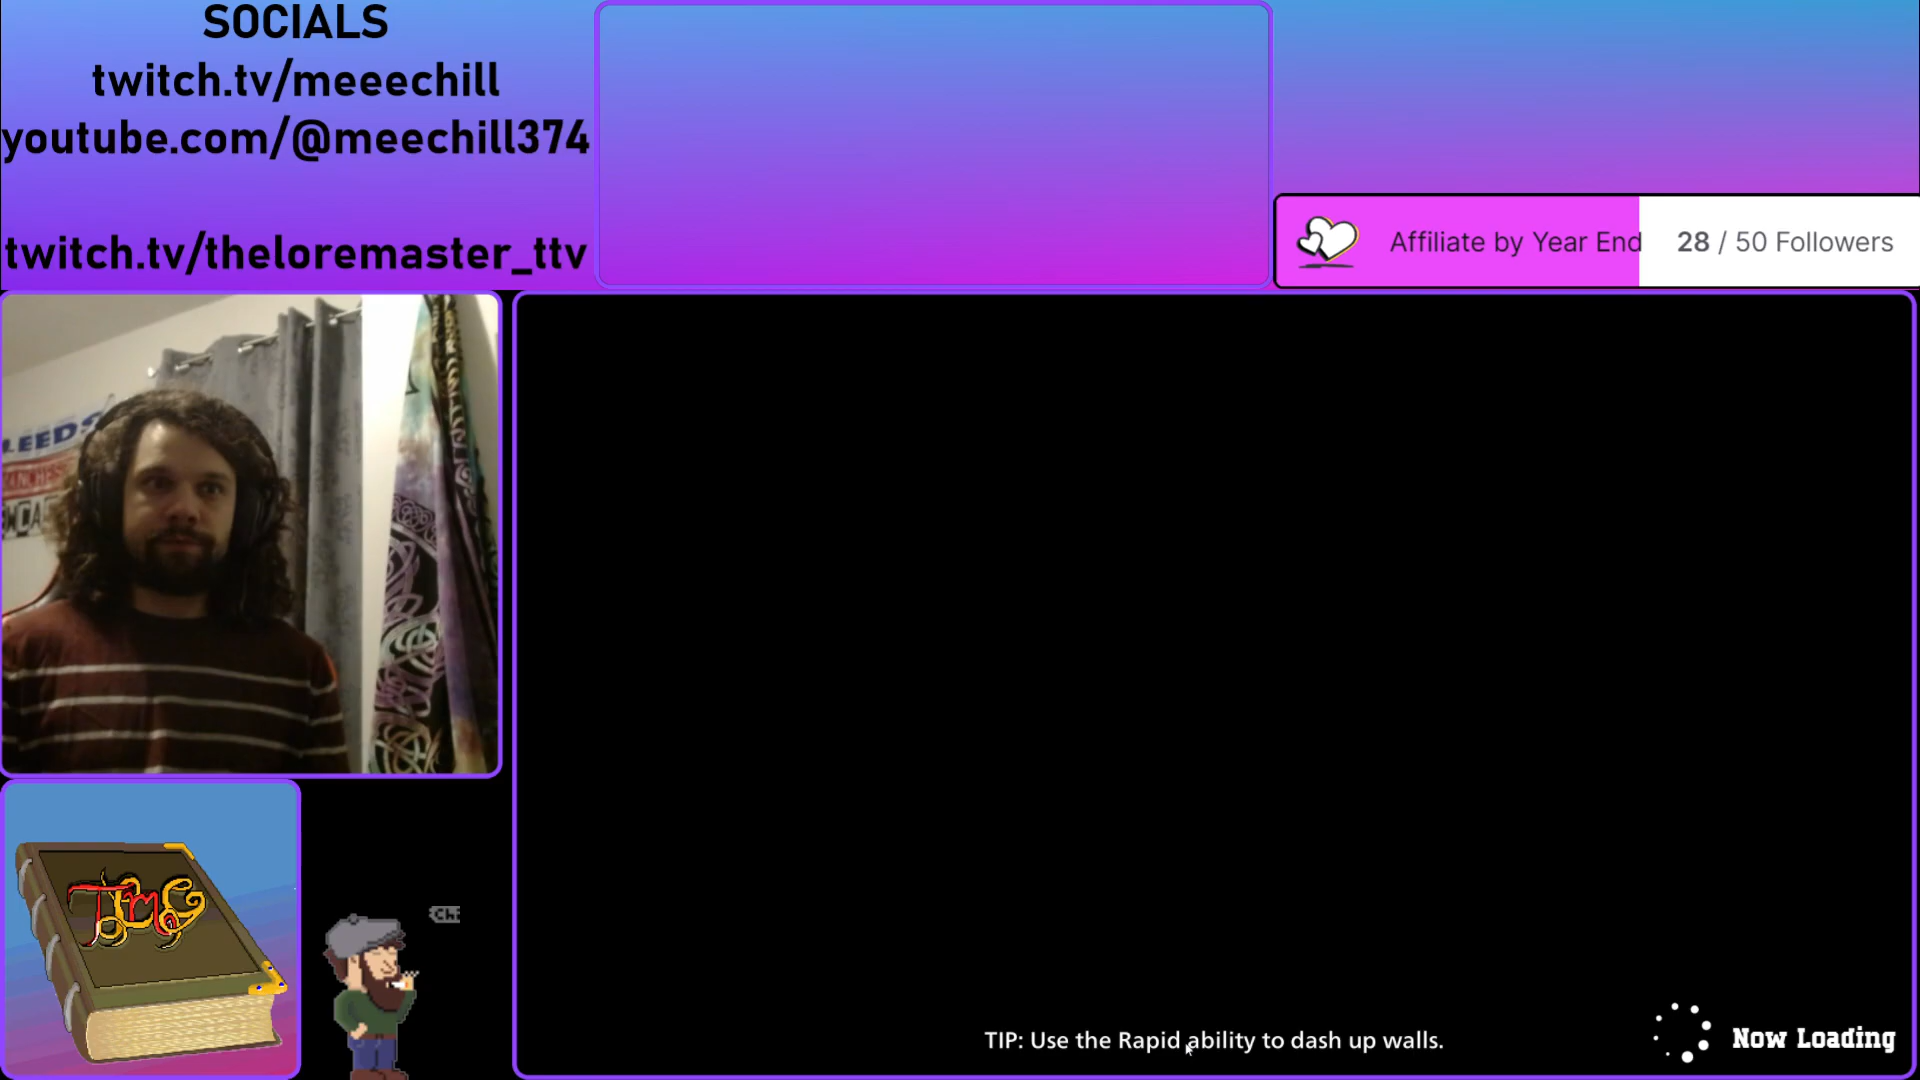 SOCIALS
twitch.tv/meeechill
youtube.com/@meechill374
twitch.tv/theloremaster_ttv
Affiliate by Year End
28 / 50 Followers
LEEDS
TIP: Use the Rapid ability to dash up walls.
Now Loading